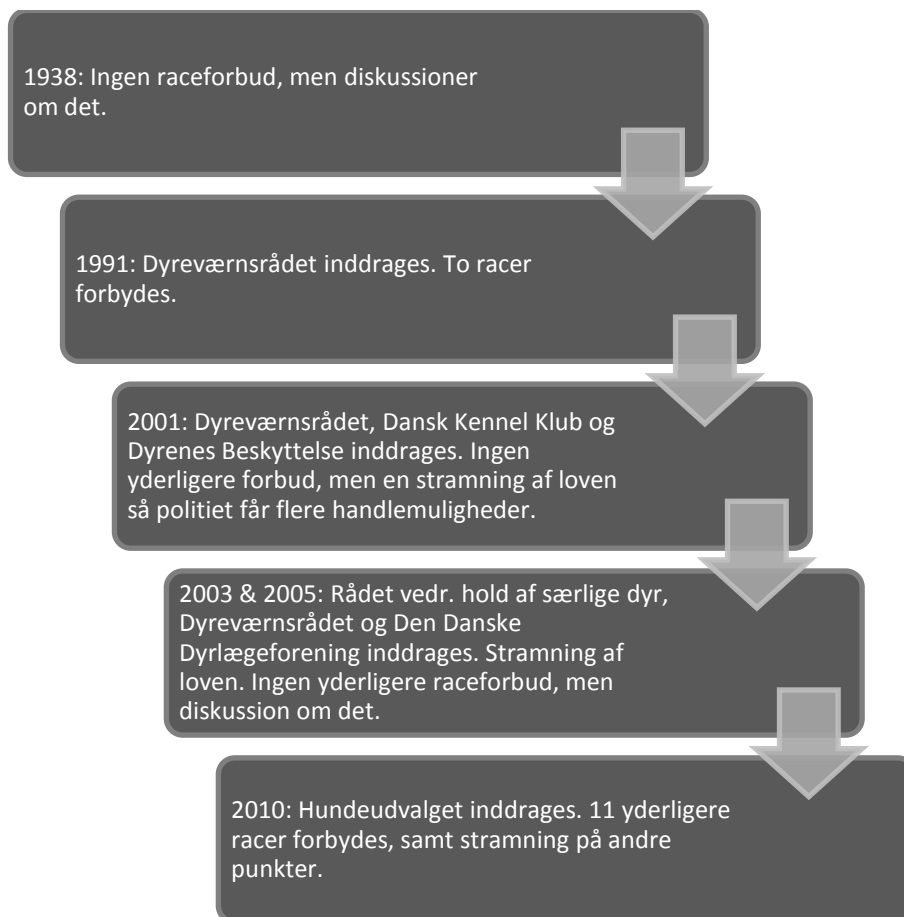 1938: Ingen raceforbud, men diskussioner
om det.
1991: Dyreværnsrådet inddrages. To racer
forbydes.
2001: Dyreværnsrådet, Dansk Kennel Klub og
Dyrenes Beskyttelse inddrages. Ingen
yderligere forbud, men en stramning af loven
så politiet får flere handlemuligheder.
2003 & 2005: Rådet vedr. hold af særlige dyr,
Dyreværnsrådet og Den Danske
Dyrlægeforening inddrages. Stramning af
loven. Ingen yderligere raceforbud, men
diskussion om det.
2010: Hundeudvalget inddrages. 11 yderligere
racer forbydes, samt stramning på andre
punkter.